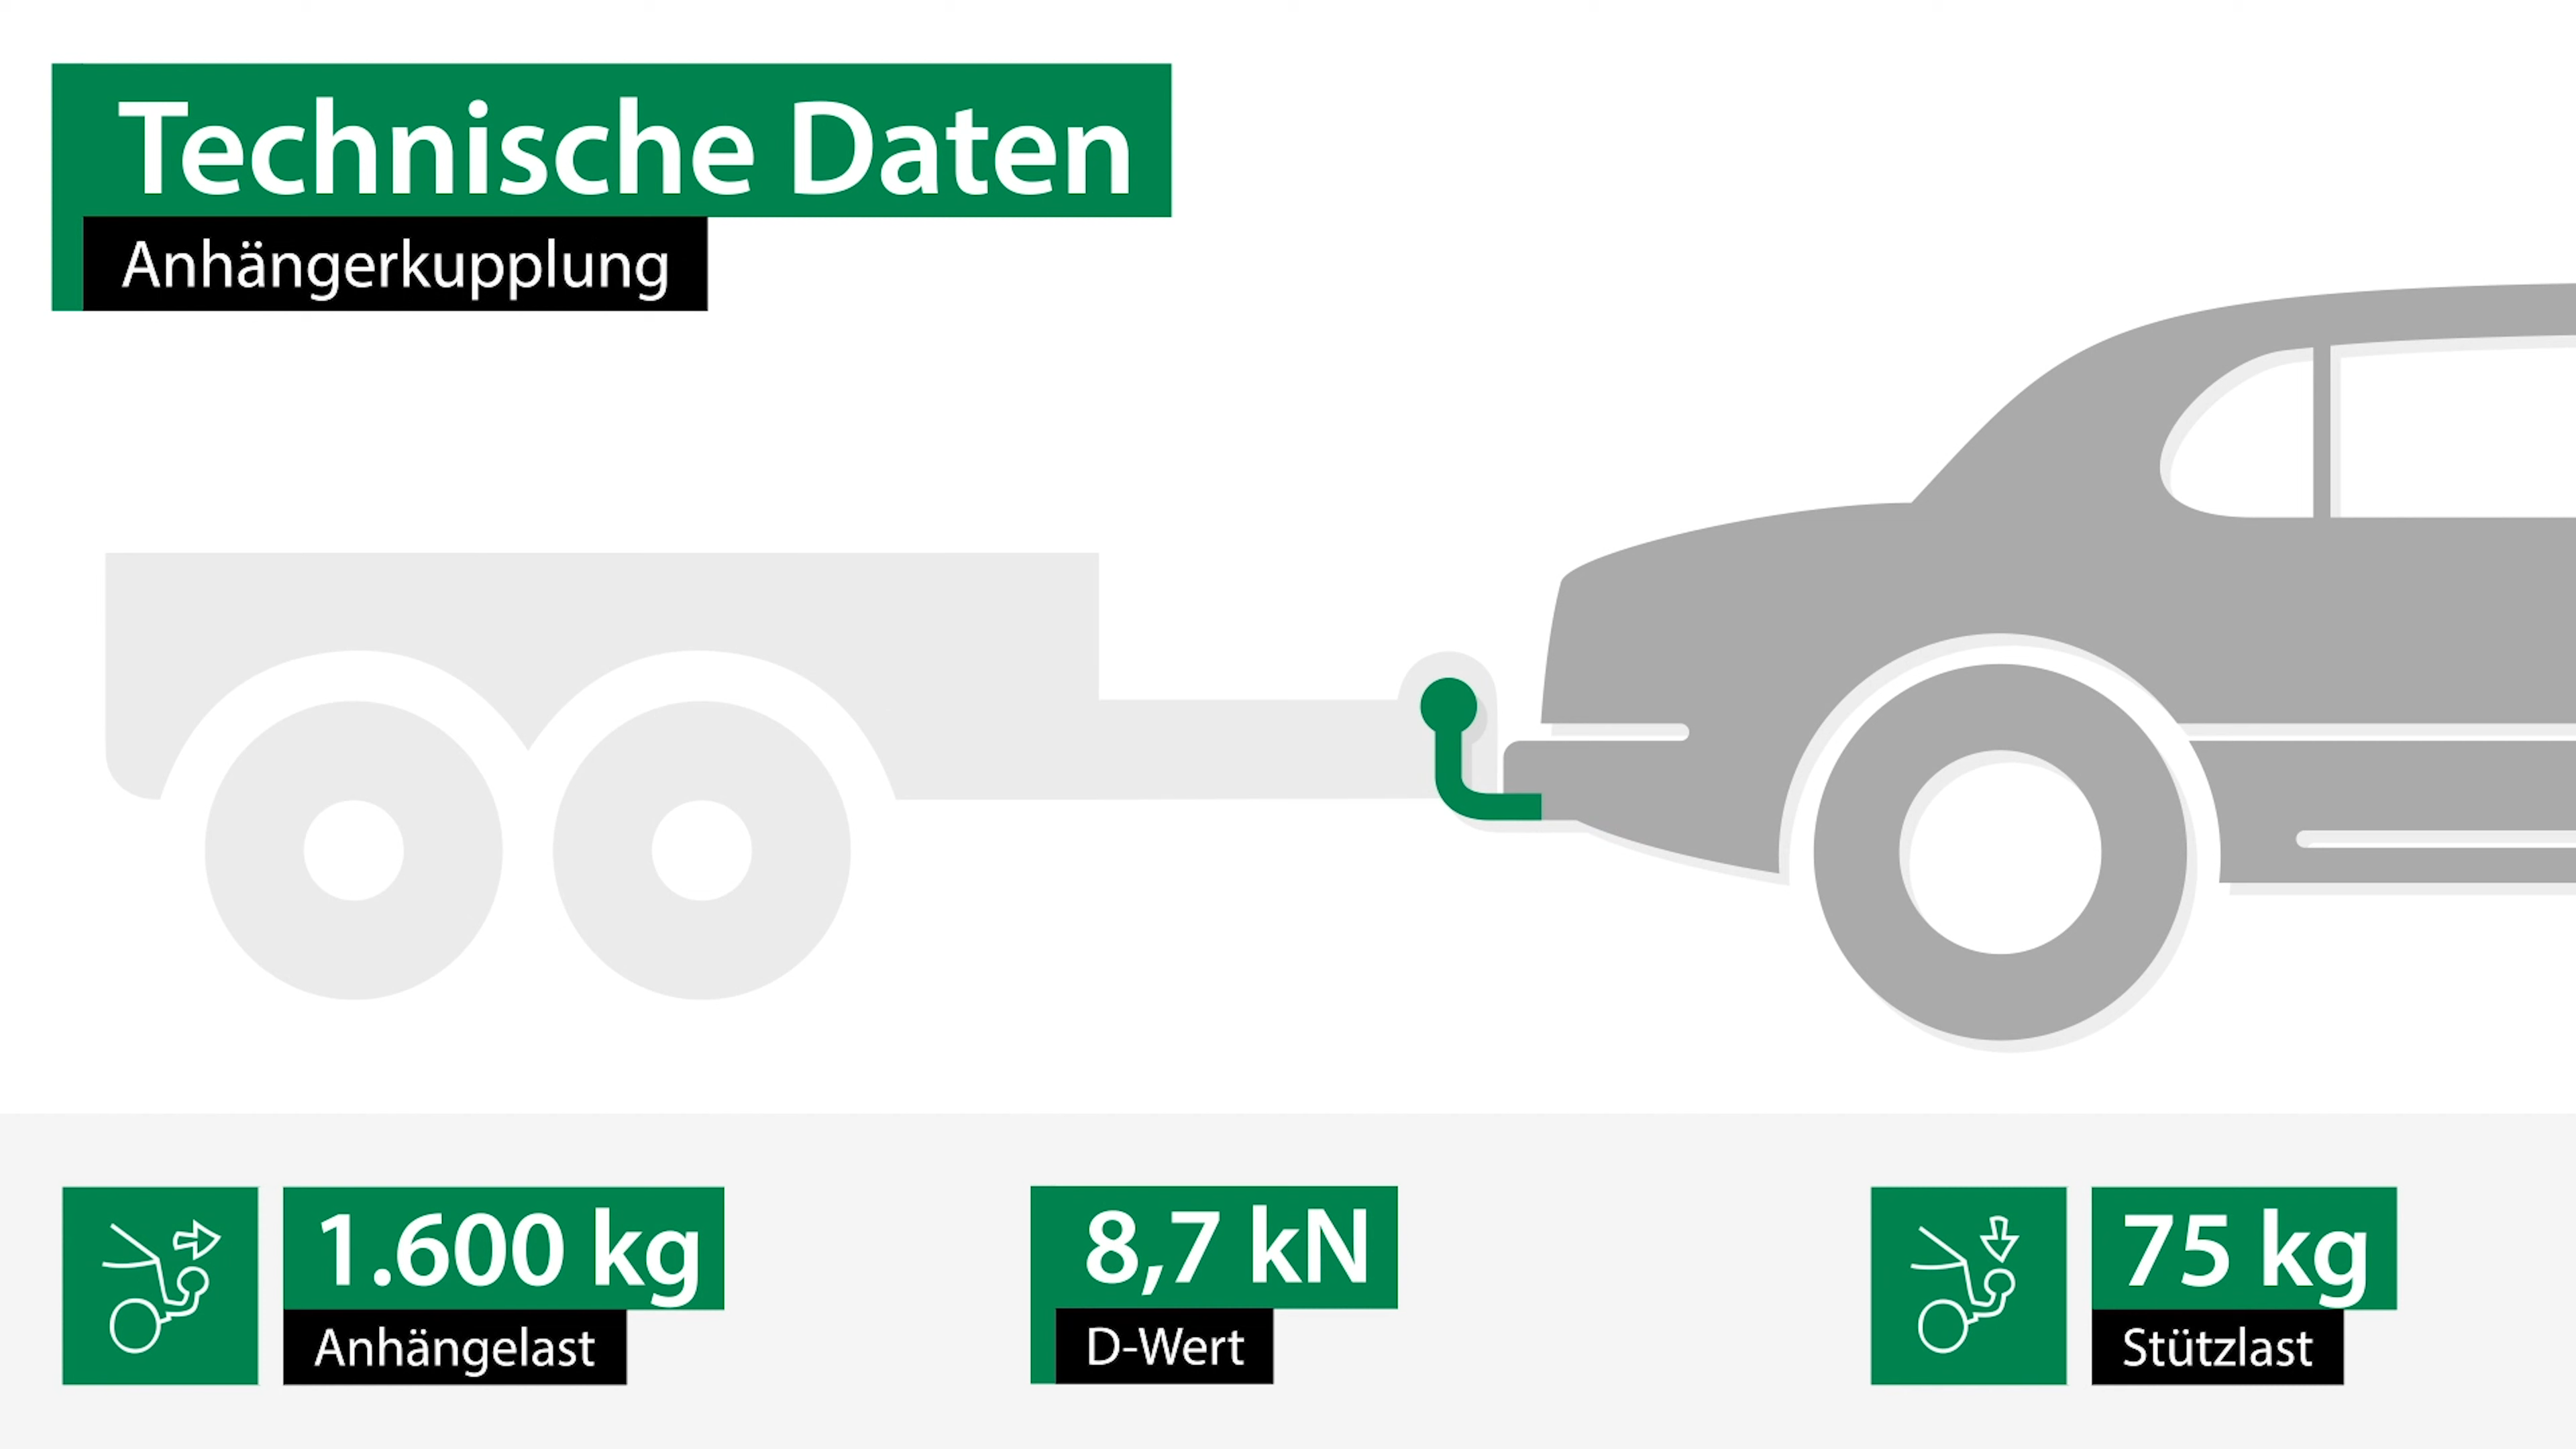 Technische Daten
Anhängerkupplung
1.600 kg
Anhängelast
8,7 kN
D-Wert
75 kg
Stützlast